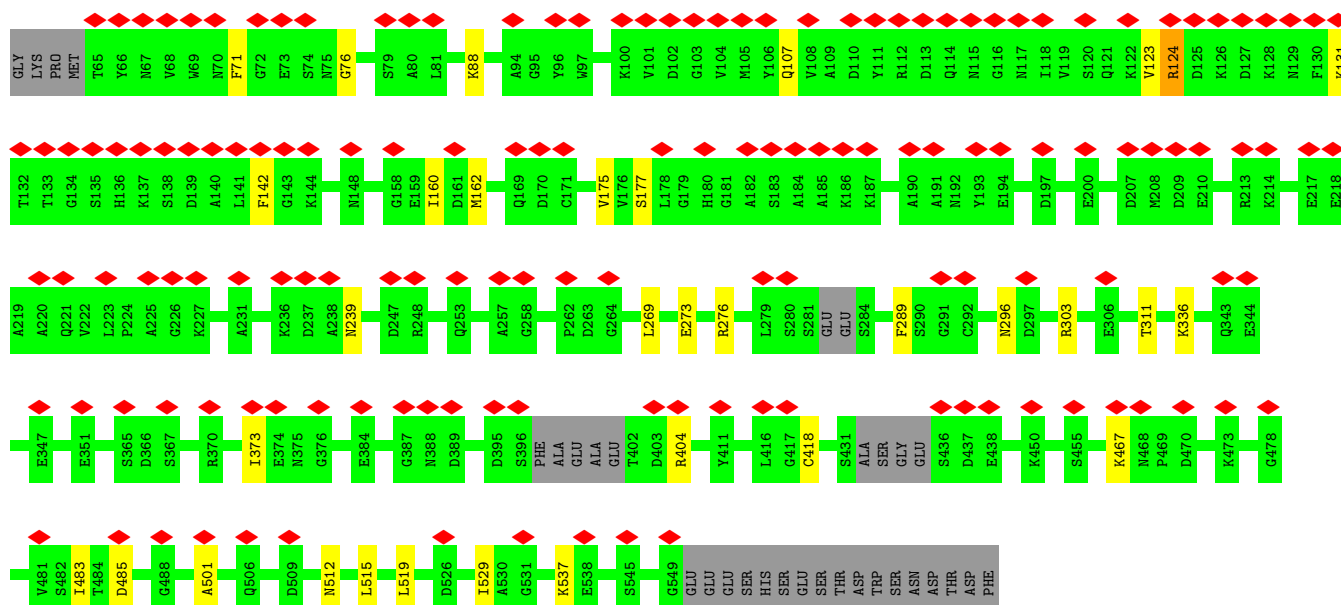 GLY LYS PRO MET T65 Y66 N67 V68 W69 N70 F71 G72 E73 S74 N75 G76 S79 A80 L81 K88 A94 G95 Y96 W97 K100 V101 D102 G103 V104 M105 Y106 Q107 V108 A109 D110 Y111 R112 D113 Q114 N115 G116 N117 I118 V119 S120 Q121 K122 V123 R124 D125 K126 D127 K128 N129 F130 K131
T132 T133 G134 S135 H136 K137 S138 D139 A140 L141 F142 G143 K144 N148 G158 E159 I160 D161 M162 Q169 D170 C171 V175 V176 S177 L178 G179 H180 G181 A182 S183 A184 A185 K186 K187 A190 A191 N192 Y193 E194 D197 E200 D207 M208 D209 E210 R213 K214 E217 E218
A219 A220 Q221 V222 L223 P224 A225 G226 K227 A231 K236 D237 A238 N239 D247 R248 Q253 A257 G258 P262 D263 G264 L269 E273 R276 L279 S280 S281 GLU GLU S284 F289 S290 G291 C292 N296 D297 R303 E306 T311 K336 Q343 E344
E347 E351 S365 D366 S367 R370 I373 E374 N375 G376 E384 G387 N388 D389 D395 S396 PHE ALA GLU ALA GLU T402 D403 R404 Y411 L416 G417 C418 S431 ALA SER GLY GLU S436 D437 E438 K450 S455 K467 N468 P469 D470 K473 G478
V481 S482 I483 T484 D485 G488 A501 Q506 D509 N512 L515 L519 D526 I529 A530 G531 K537 E538 S545 G549 GLU GLU GLU SER HIS SER GLU SER THR ASP TRP SER ASN ASP THR ASP PHE